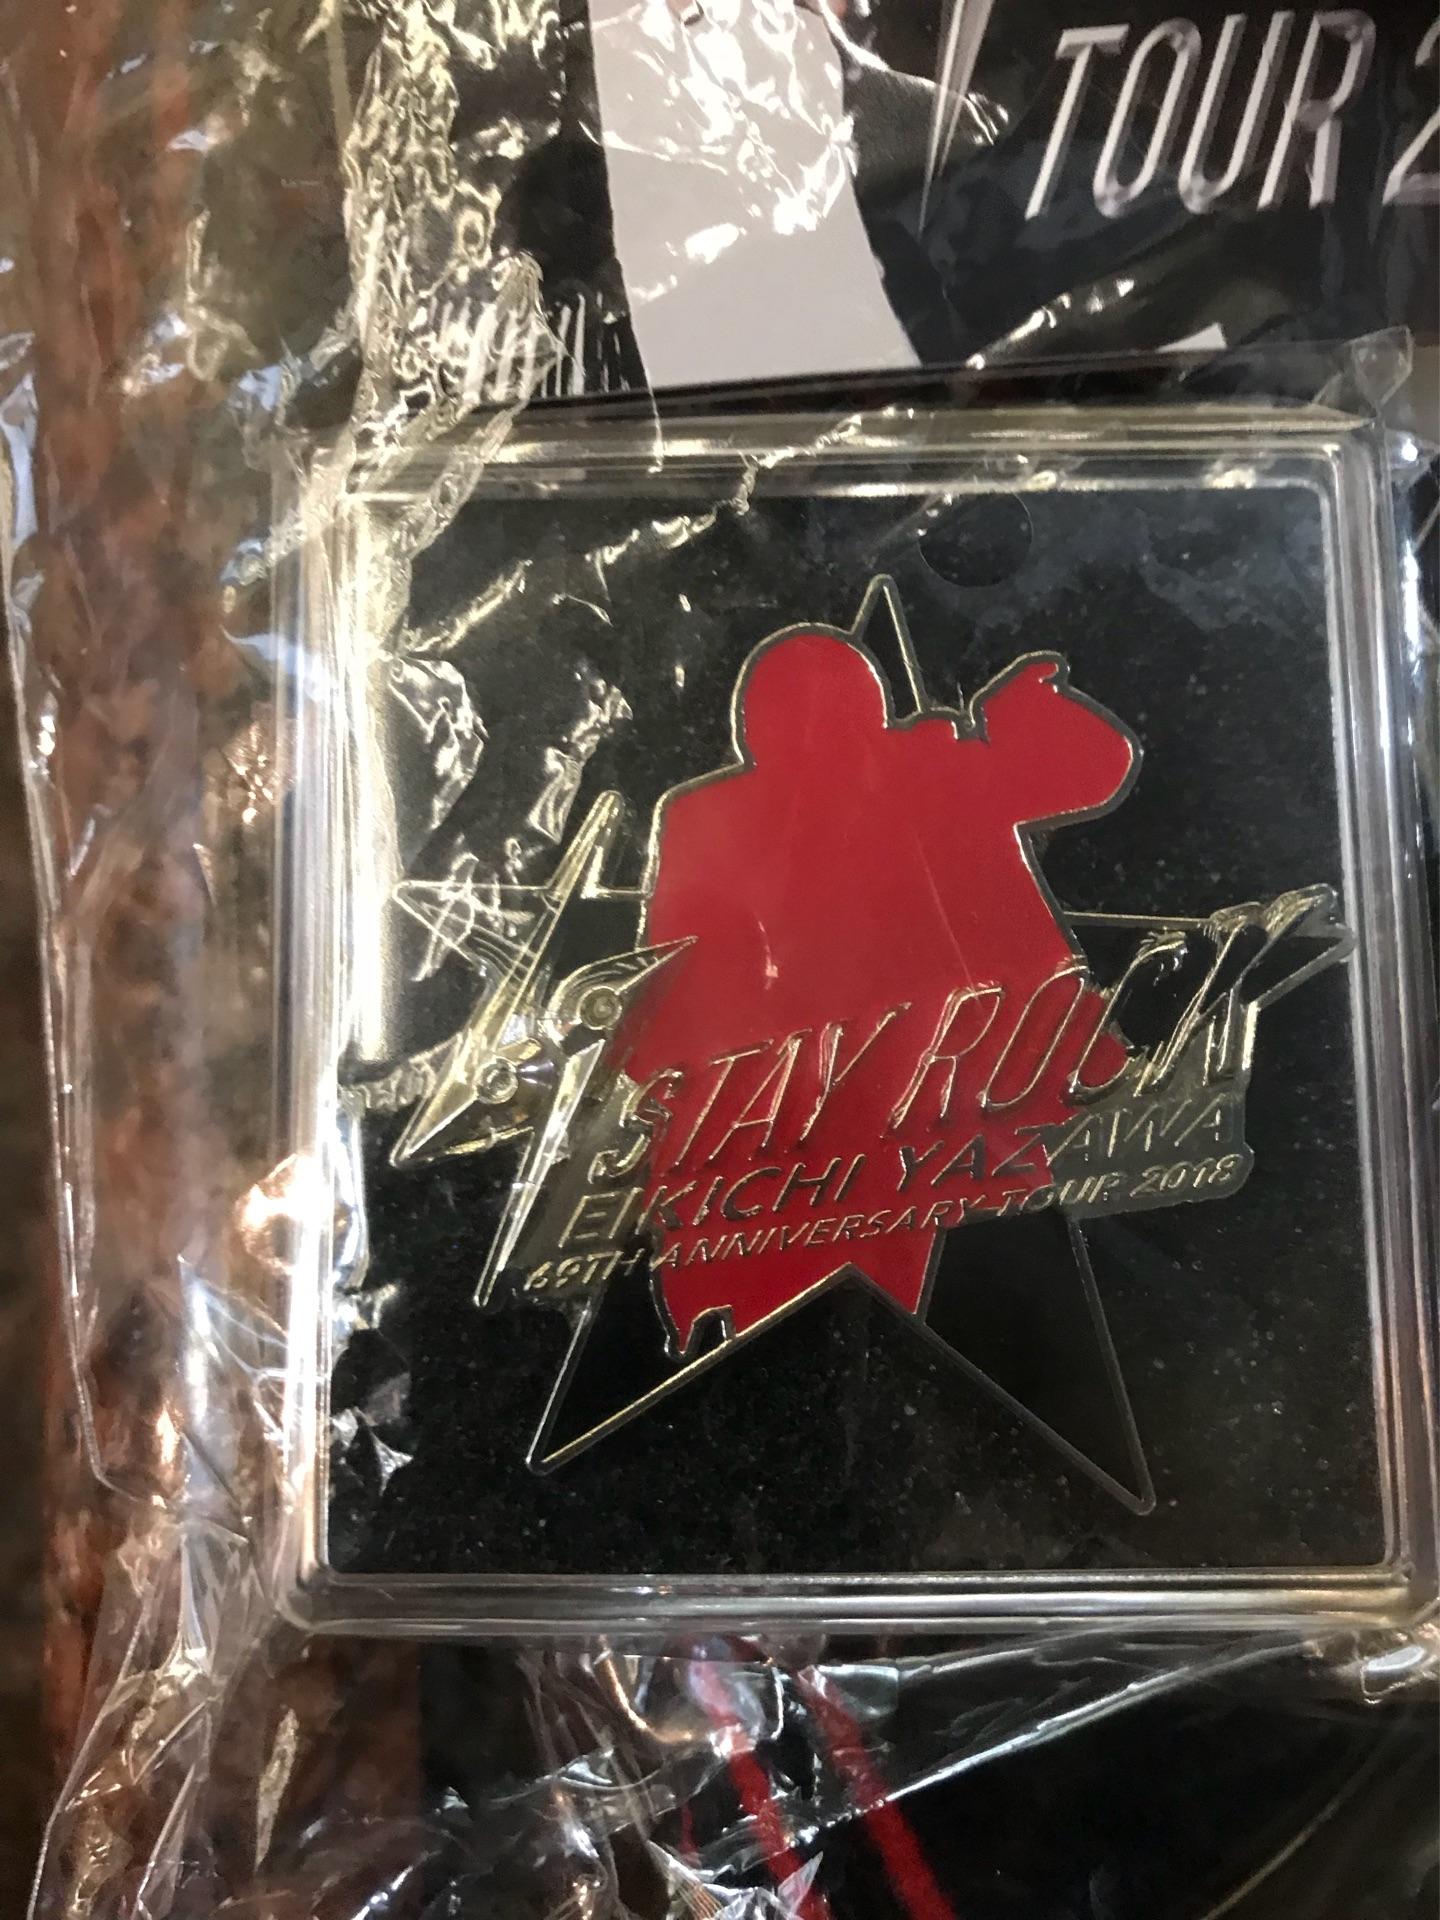 TOUR 2
STAY ROCK
EIKICHI YAZAWA
69TH ANNIVERSARY TOUR 2018